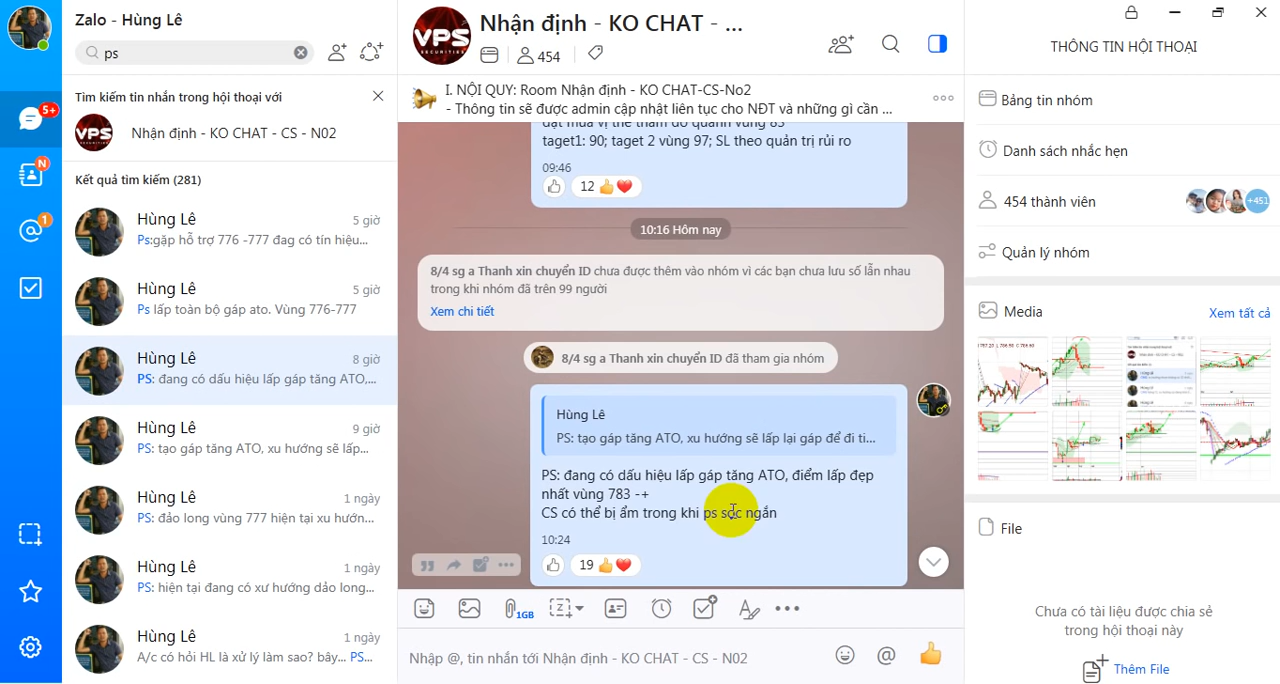 Zalo - Hùng Lê
ps
5+
N
1
Tìm kiếm tin nhắn trong hội thoại với
VPS
Nhận định - KO CHAT - CS - N02
Kết quả tìm kiếm (281)
Hùng Lê
5 giờ
Ps:gặp hỗ trợ 776 -777 đag có tín hiệu...
Hùng Lê
5 giờ
Ps lấp toàn bộ gáp ato. Vùng 776-777
Hùng Lê
8 giờ
PS: đang có dấu hiệu lấp gáp tăng ATO,...
Hùng Lê
9 giờ
PS: tạo gáp tăng ATO, xu hướng sẽ lấp...
Hùng Lê
1 ngày
PS: đảo long vùng 777 hiện tại xu hướn...
Hùng Lê
1 ngày
PS: hiện tại đang có xư hướng dảo long...
Hùng Lê
1 ngày
A/c có hỏi HL là xử lý làm sao? bây... PS...
VPS
SECURITIES
Nhận định - KO CHAT - ...
454
I. NỘI QUY: Room Nhận định - KO CHAT-CS-No2
- Thông tin sẽ được admin cập nhật liên tục cho NĐT và những gì cần ...
đặt mua vị thế thăm dò quanh vùng 85
taget1: 90; taget 2 vùng 97; SL theo quản trị rủi ro
09:46
12
10:16 Hôm nay
8/4 sg a Thanh xin chuyển ID chưa được thêm vào nhóm vì các bạn chưa lưu số lẫn nhau
trong khi nhóm đã trên 99 người
Xem chi tiết
8/4 sg a Thanh xin chuyển ID đã tham gia nhóm
Hùng Lê
PS: tạo gáp tăng ATO, xu hướng sẽ lấp lại gáp để đi ti...
PS: đang có dấu hiệu lấp gáp tăng ATO, điểm lấp đẹp
nhất vùng 783 -+
CS có thể bị ẩm trong khi ps sọc ngắn
10:24
19
1GB
Nhập @, tin nhắn tới Nhận định - KO CHAT - CS - N02
THÔNG TIN HỘI THOẠI
Bảng tin nhóm
Danh sách nhắc hẹn
454 thành viên
+451
Quản lý nhóm
Media
Xem tất cả
File
Chưa có tài liệu được chia sẻ
trong hội thoại này
Thêm File